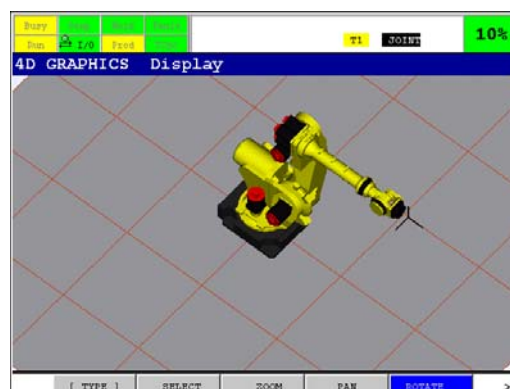 Busy
Run I/O Prod
T1 JOINT 10%
4D GRAPHICS Display
[ TYPE ] SELECT ZOOM PAN ROTATE >